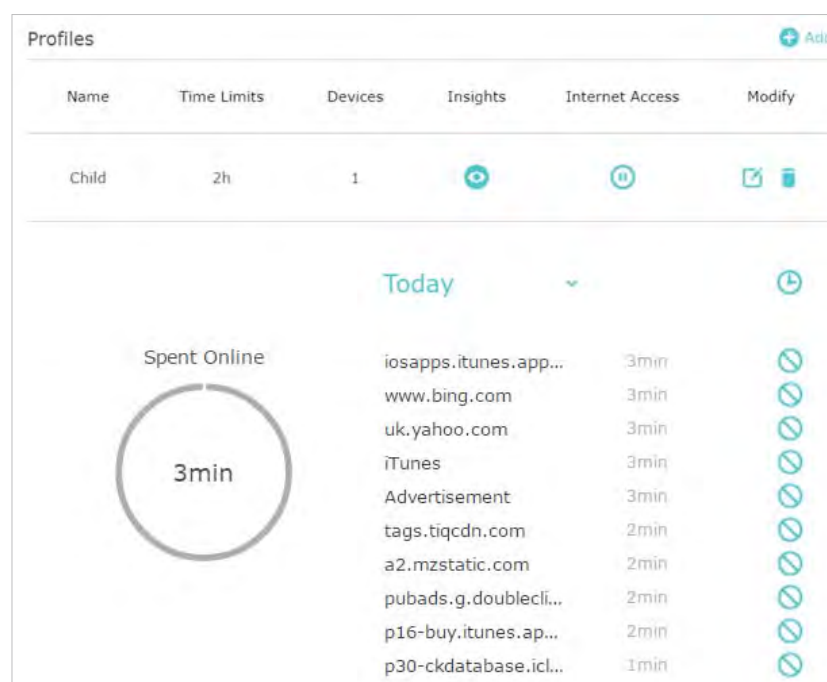 Profiles Add
Name Time Limits Devices Insights Internet Access Modify
Child 2h 1
Today
Spent Online
3min
iosapps.itunes.app... 3min
www.bing.com 3min
uk.yahoo.com 3min
iTunes 3min
Advertisement 3min
tags.tiqcdn.com 2min
a2.mzstatic.com 2min
pubads.g.doublecli... 2min
p16-buy.itunes.ap... 2min
p30-ckdatabase.icl... 1min